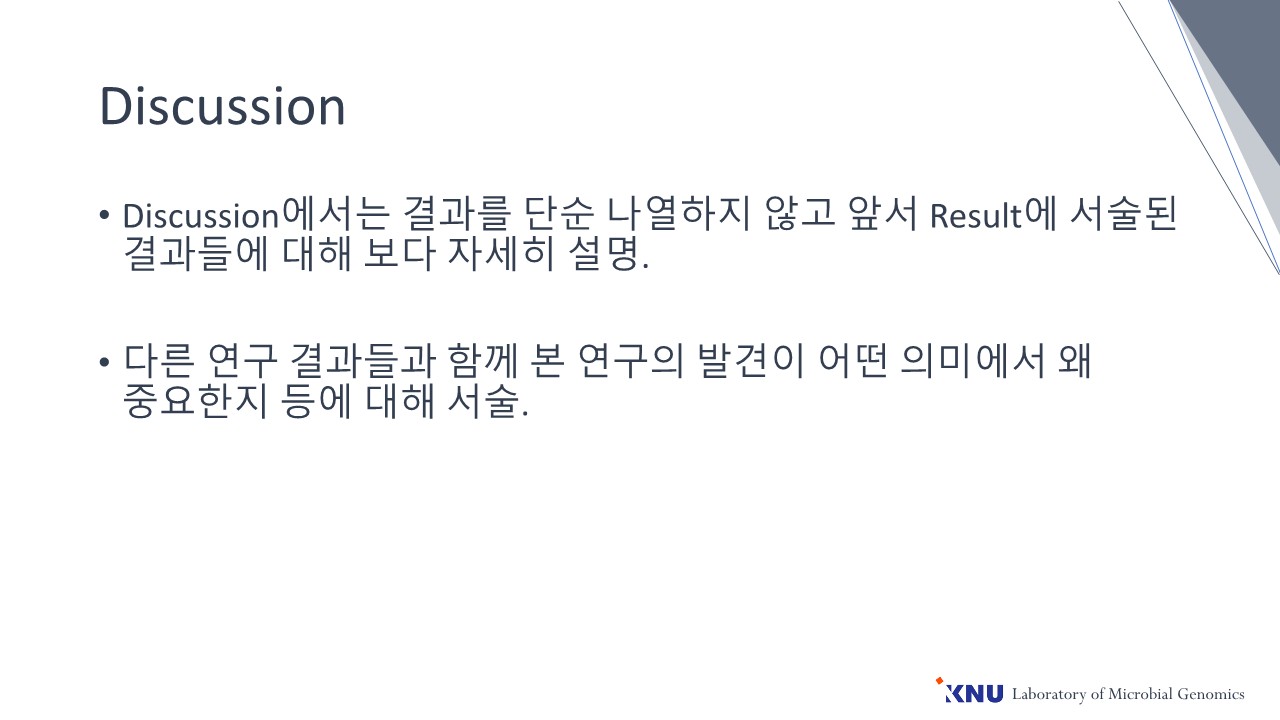 Discussion
• Discussion에서는 결과를 단순 나열하지 않고 앞서 Result에 서술된
결과들에 대해 보다 자세히 설명.
• 다른 연구 결과들과 함께 본 연구의 발견이 어떤 의미에서 왜
중요한지 등에 대해 서술.
KNU Laboratory of Microbial Genomics